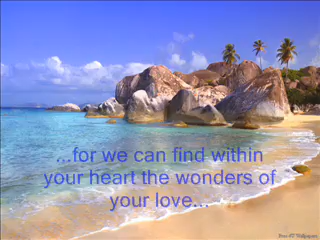 ...for we can find within
your heart the wonders of
your love...